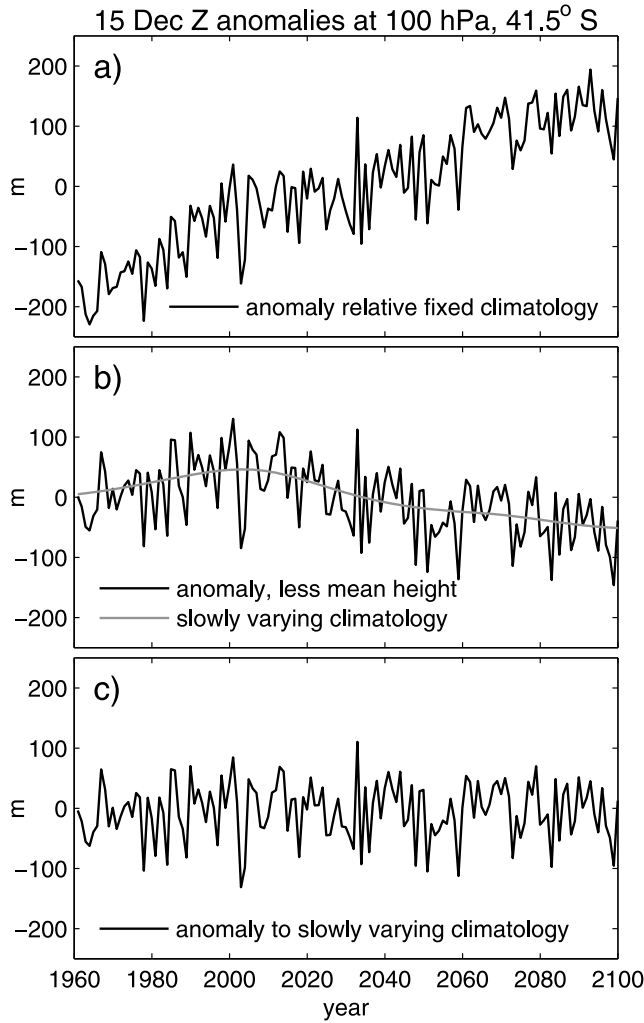 15 Dec Z anomalies at 100 hPa, 41.5° S
a)
200
100
0
−100
−200
m
anomaly relative fixed climatology
b)
200
100
0
−100
−200
m
anomaly, less mean height
slowly varying climatology
c)
200
100
0
−100
−200
m
anomaly to slowly varying climatology
1960 1980 2000 2020 2040 2060 2080 2100
year